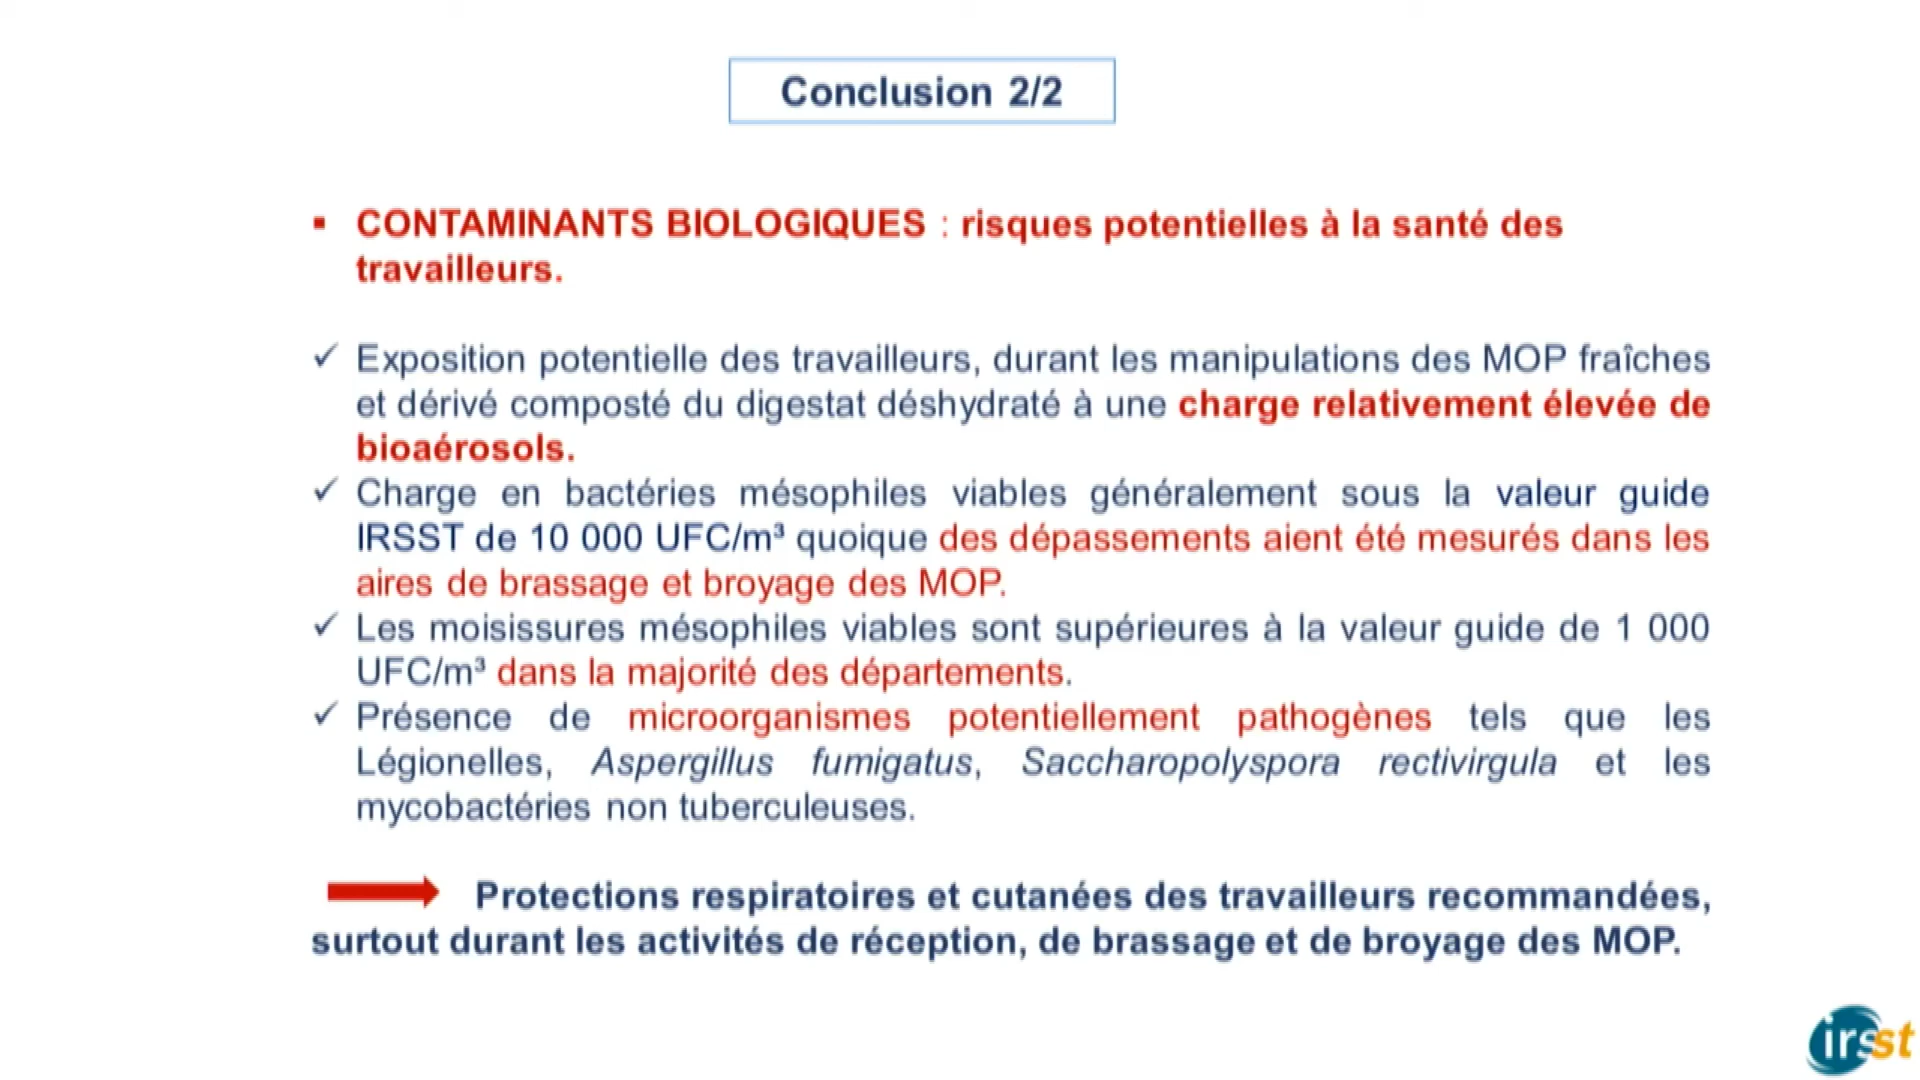 Conclusion 2/2
▪ CONTAMINANTS BIOLOGIQUES : risques potentielles à la santé des
travailleurs.
✓ Exposition potentielle des travailleurs, durant les manipulations des MOP fraîches
et dérivé composté du digestat déshydraté à une charge relativement élevée de
bioaérosols.
✓ Charge en bactéries mésophiles viables généralement sous la valeur guide
IRSST de 10 000 UFC/m³ quoique des dépassements aient été mesurés dans les
aires de brassage et broyage des MOP.
✓ Les moisissures mésophiles viables sont supérieures à la valeur guide de 1 000
UFC/m³ dans la majorité des départements.
✓ Présence de microorganismes potentiellement pathogènes tels que les
Légionelles, Aspergillus fumigatus, Saccharopolyspora rectivirgula et les
mycobactéries non tuberculeuses.
Protections respiratoires et cutanées des travailleurs recommandées,
surtout durant les activités de réception, de brassage et de broyage des MOP.
irsst